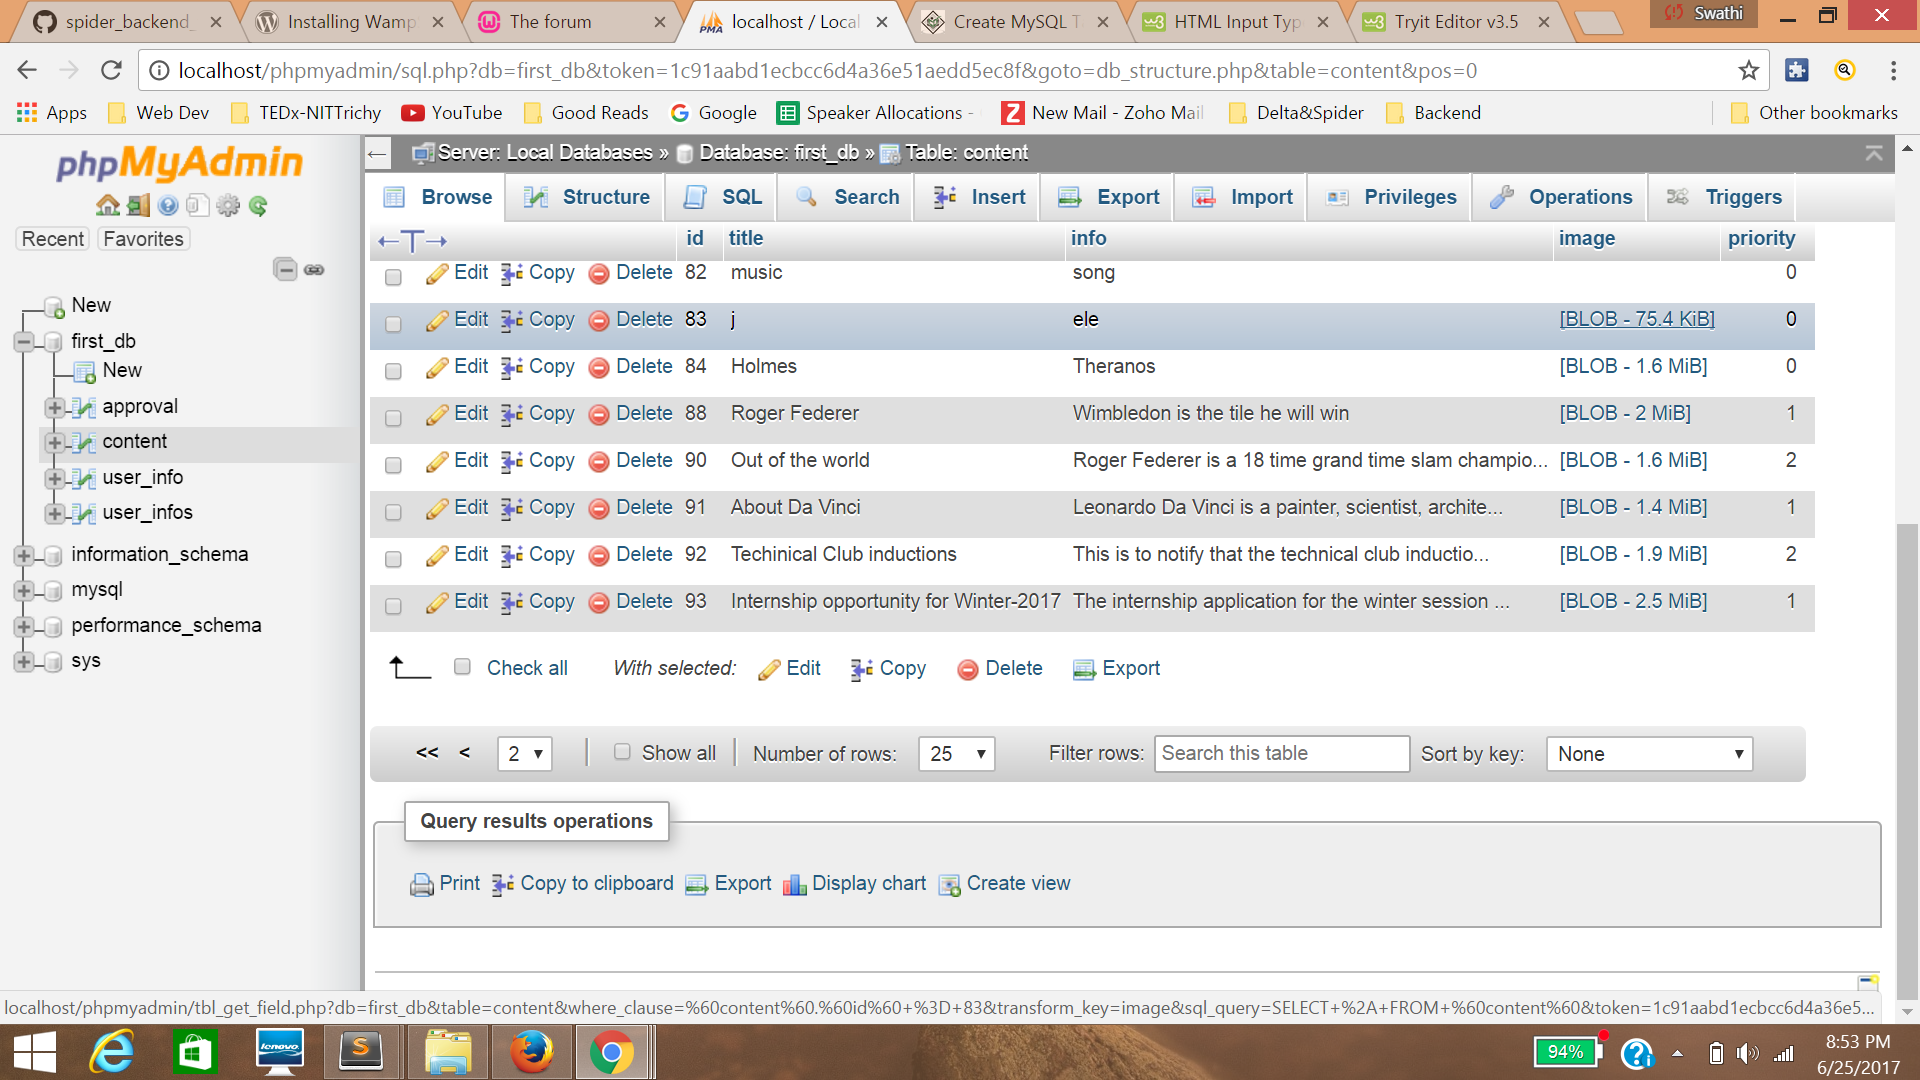 spider_backend_
Installing Wamp
The forum
localhost / Local
Create MySQL T
HTML Input Typ
Tryit Editor v3.5
Swathi
localhost/phpmyadmin/sql.php?db=first_db&token=1c91aabd1ecbcc6d4a36e51aedd5ec8f&goto=db_structure.php&table=content&pos=0
Apps Web Dev TEDx-NITTrichy YouTube Good Reads Google Speaker Allocations - New Mail - Zoho Mail Delta&Spider Backend Other bookmarks
phpMyAdmin
Recent Favorites
New
first_db
New
approval
content
user_info
user_infos
information_schema
mysql
performance_schema
sys
Server: Local Databases » Database: first_db » Table: content
Browse Structure SQL Search Insert Export Import Privileges Operations Triggers
←T→ id title info image priority
Edit Copy Delete 82 music song 0
Edit Copy Delete 83 j ele [BLOB - 75.4 KiB] 0
Edit Copy Delete 84 Holmes Theranos [BLOB - 1.6 MiB] 0
Edit Copy Delete 88 Roger Federer Wimbledon is the tile he will win [BLOB - 2 MiB] 1
Edit Copy Delete 90 Out of the world Roger Federer is a 18 time grand time slam champio... [BLOB - 1.6 MiB] 2
Edit Copy Delete 91 About Da Vinci Leonardo Da Vinci is a painter, scientist, archite... [BLOB - 1.4 MiB] 1
Edit Copy Delete 92 Techinical Club inductions This is to notify that the technical club inductio... [BLOB - 1.9 MiB] 2
Edit Copy Delete 93 Internship opportunity for Winter-2017 The internship application for the winter session ... [BLOB - 2.5 MiB] 1
Check all With selected: Edit Copy Delete Export
<< < 2 Show all Number of rows: 25 Filter rows: Search this table Sort by key: None
Query results operations
Print Copy to clipboard Export Display chart Create view
localhost/phpmyadmin/tbl_get_field.php?db=first_db&table=content&where_clause=%60content%60.%60id%60+%3D+83&transform_key=image&sql_query=SELECT+%2A+FROM+%60content%60&token=1c91aabd1ecbcc6d4a36e5...
lenovo
94%
8:53 PM
6/25/2017